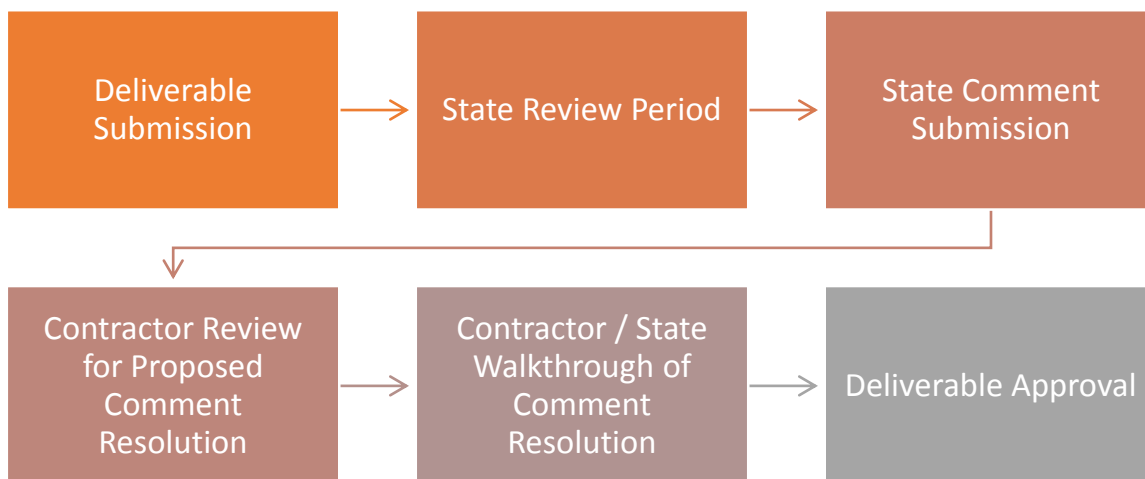 Deliverable
Submission
State Review Period
State Comment
Submission
Contractor Review
for Proposed
Comment
Resolution
Contractor / State
Walkthrough of
Comment
Resolution
Deliverable Approval